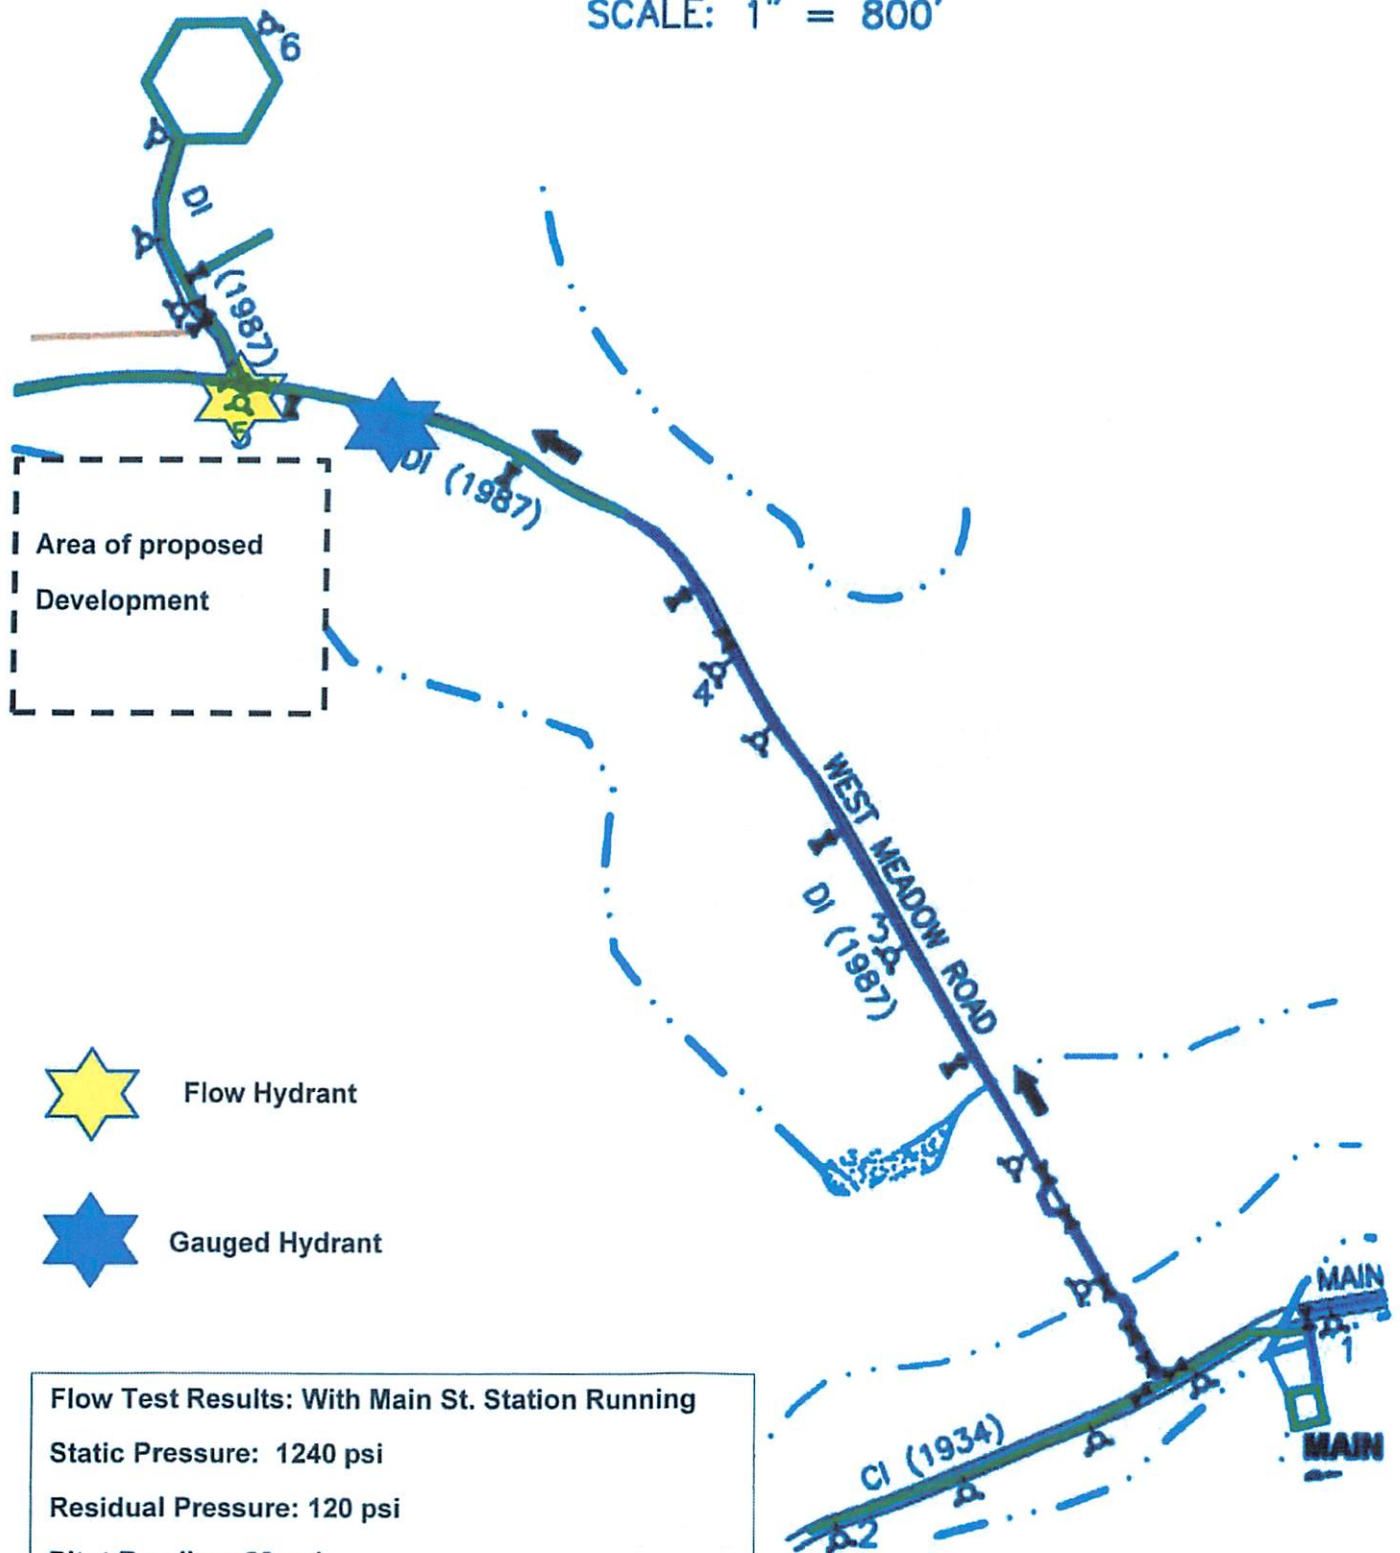 SCALE: 1" = 800'
6
DI
(1987)
5
DI (1987)
Area of proposed
Development
4
WEST MEADOW ROAD
3
DI (1987)
Flow Hydrant
Gauged Hydrant
MAIN
1
MAIN
CI (1934)
2
Flow Test Results: With Main St. Station Running
Static Pressure: 1240 psi
Residual Pressure: 120 psi